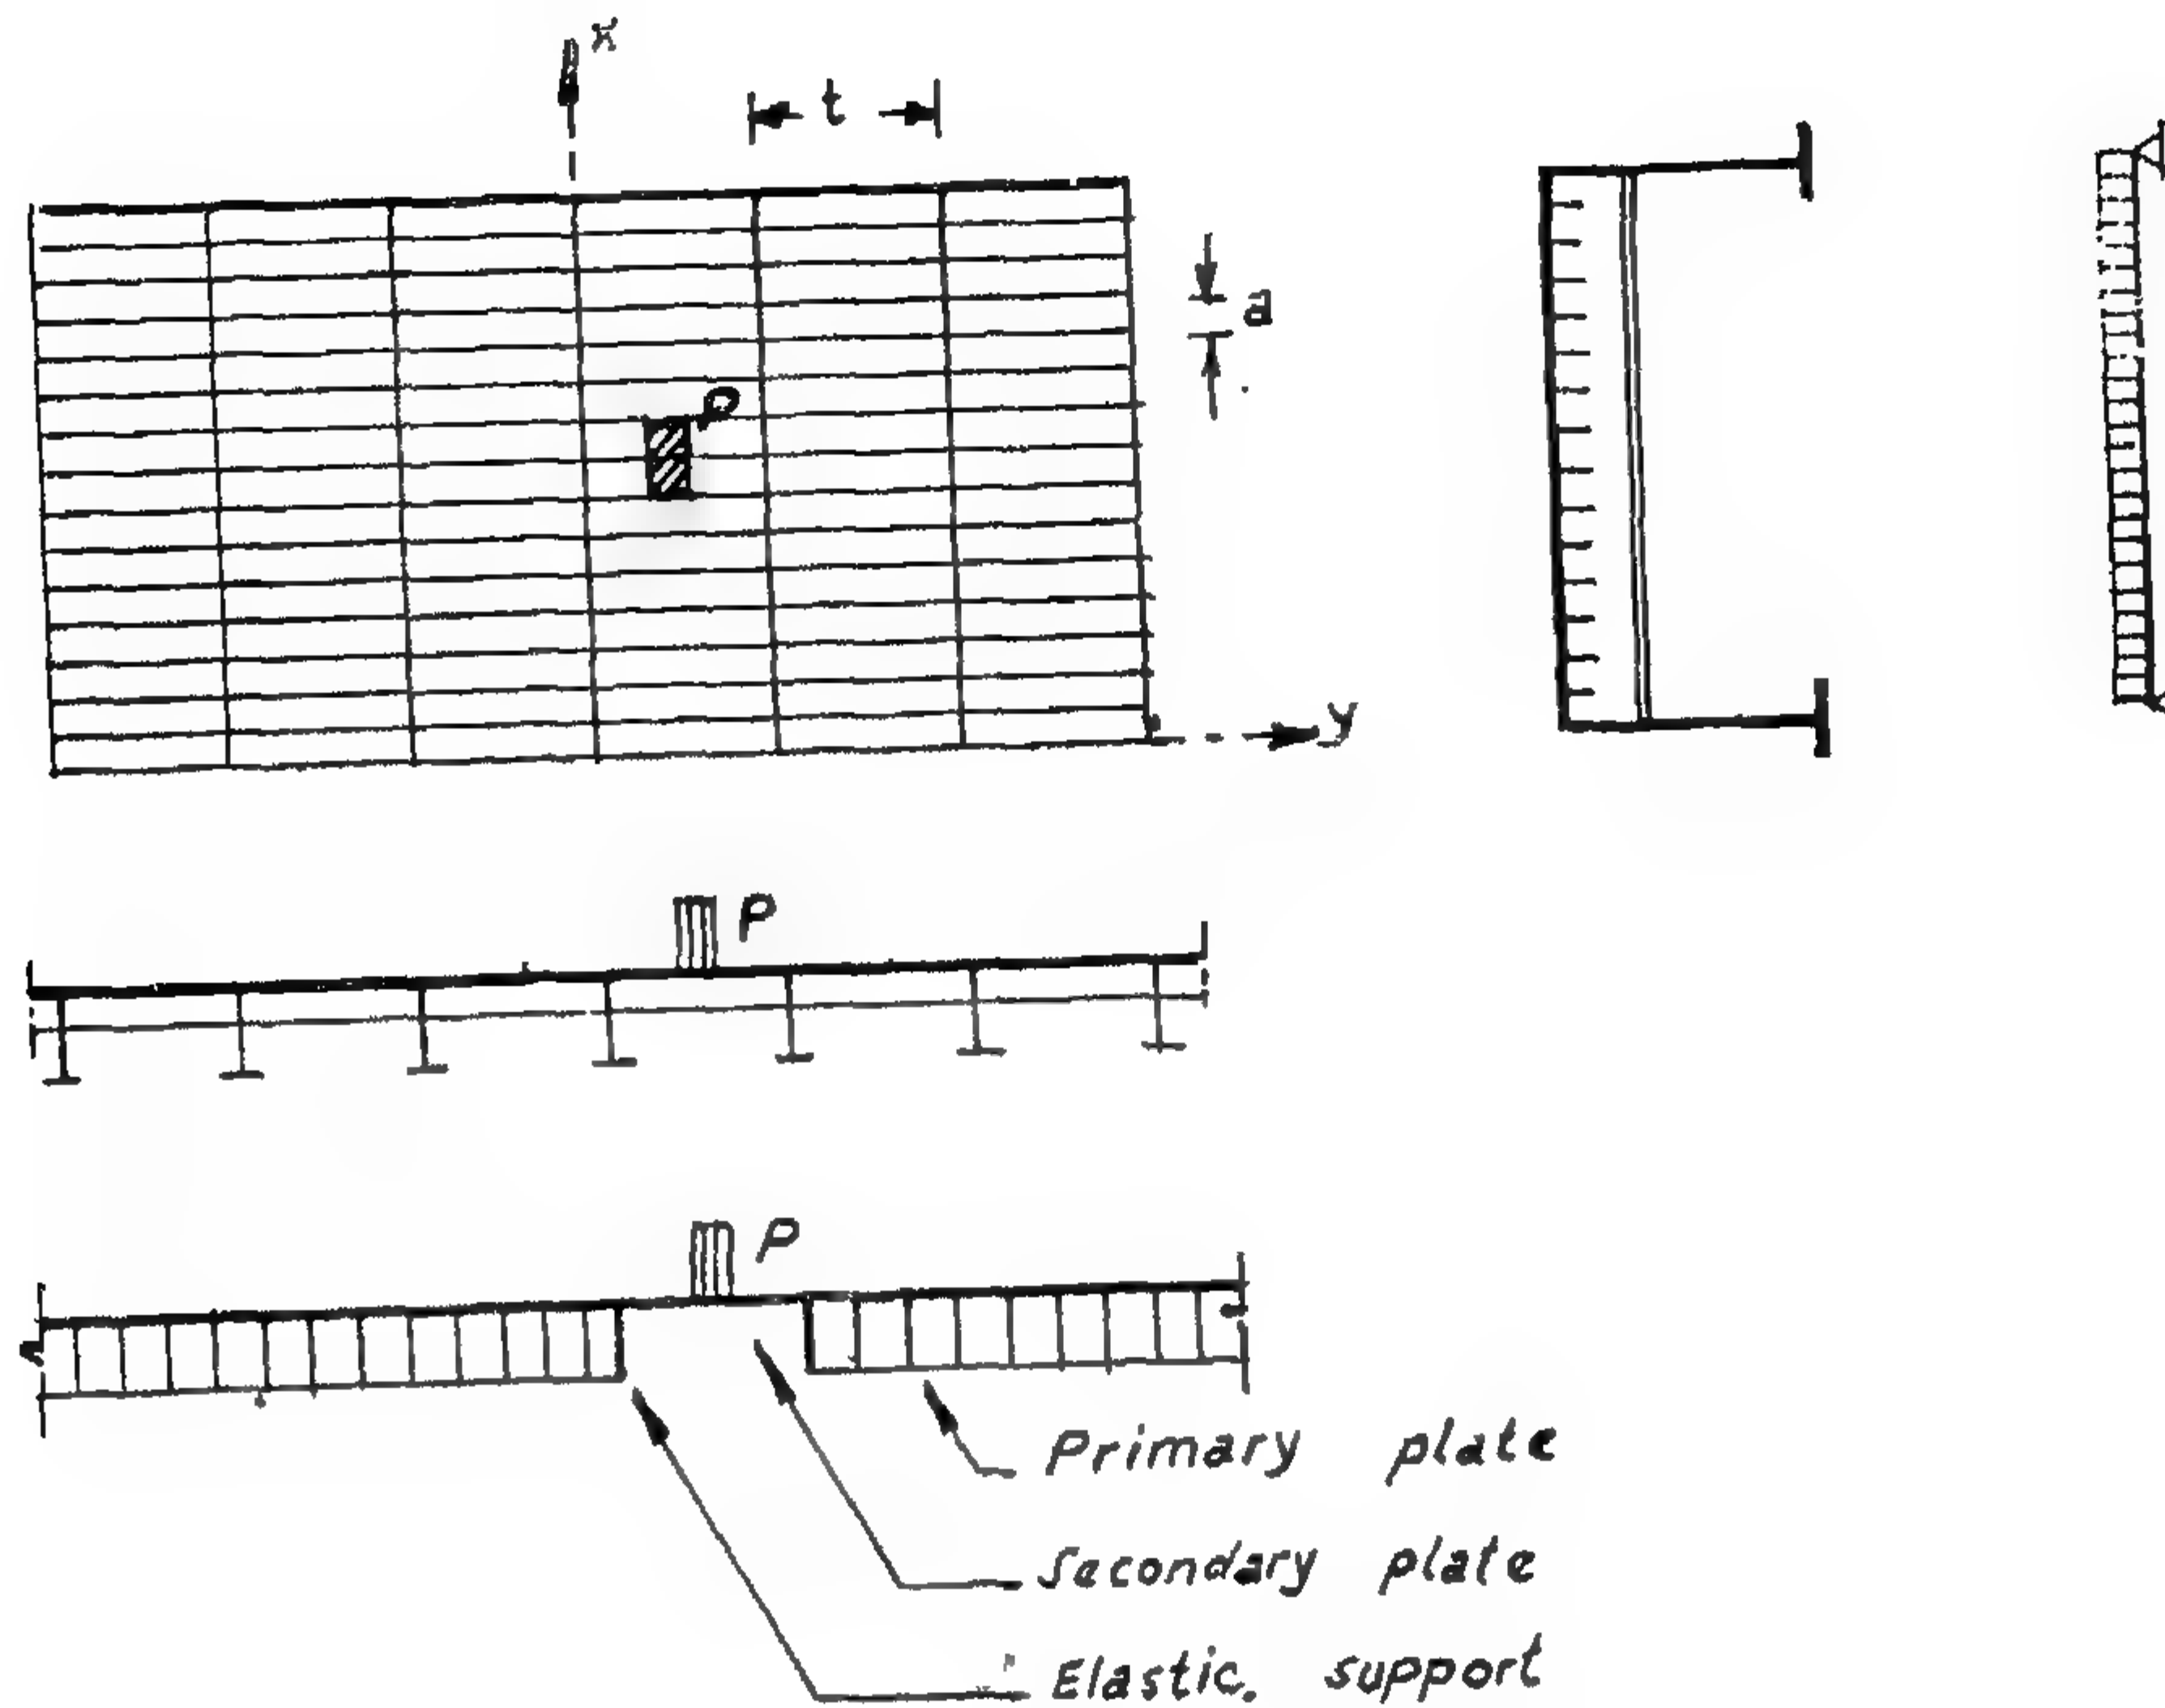 x
t
a
P
y
P
P
Primary plate
Secondary plate
Elastic support